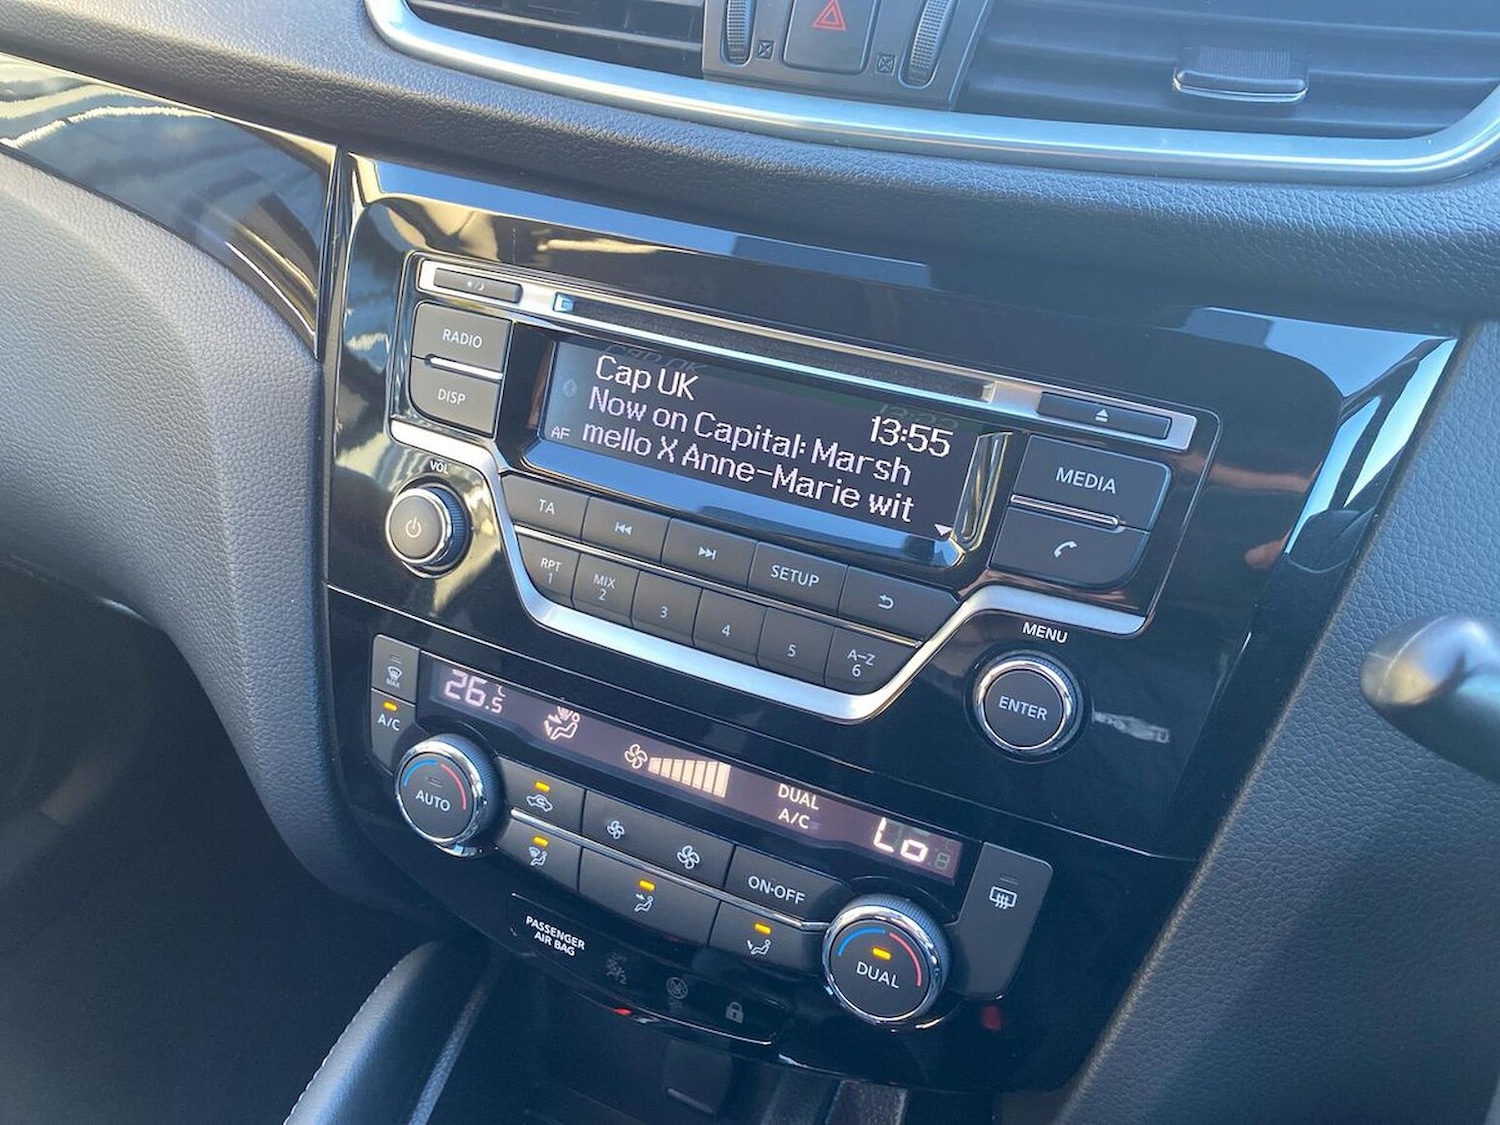 RADIO
DISP
Cap UK
13:55
Now on Capital: Marsh
AF
mello X Anne-Marie wit
MEDIA
VOL
TA
SETUP
RPT
1
MIX
2
3
4
5
A-Z
6
MENU
ENTER
MAX
A/C
26.5
DUAL
A/C
Lo
AUTO
ON·OFF
DUAL
PASSENGER
AIR BAG